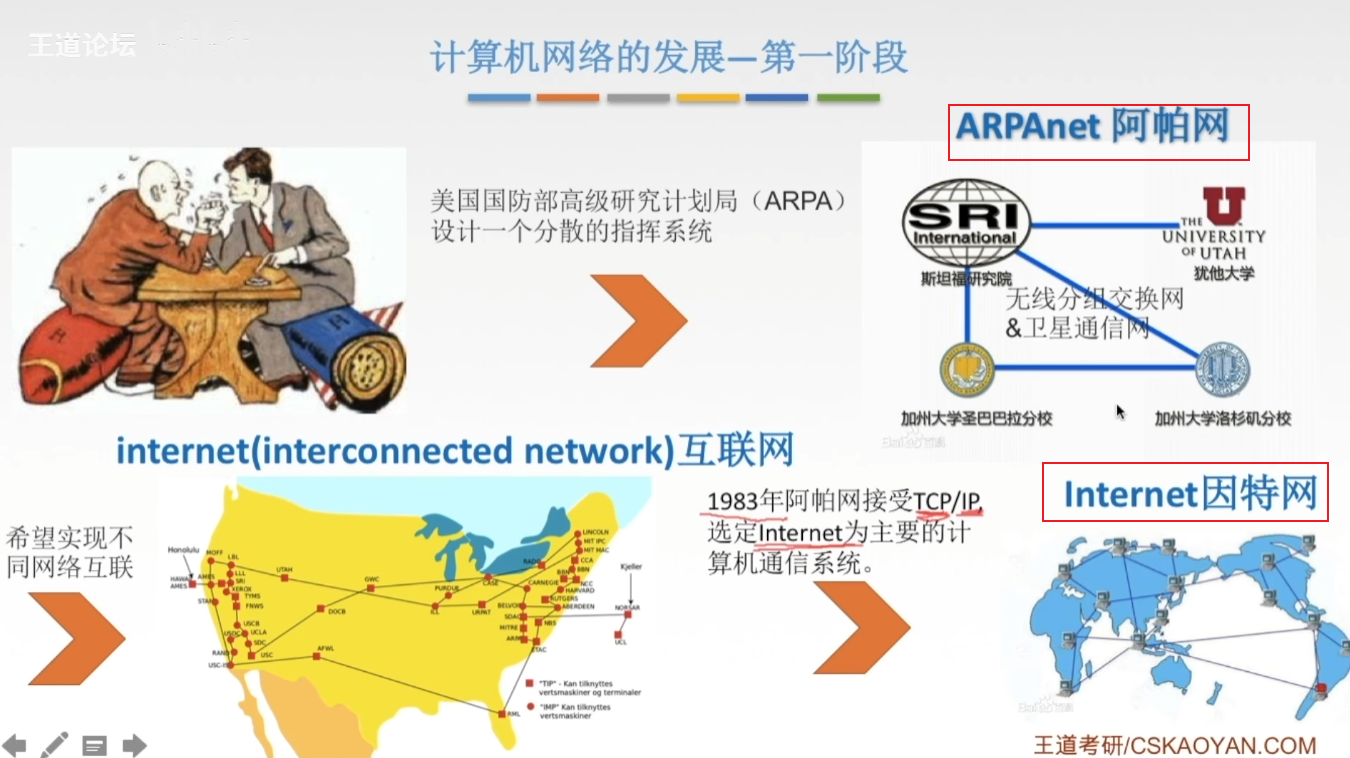 王道论坛
计算机网络的发展—第一阶段
ARPAnet 阿帕网
美国国防部高级研究计划局（ARPA）
设计一个分散的指挥系统
SRI
International
斯坦福研究院
THE
UNIVERSITY
OF UTAH
犹他大学
无线分组交换网
&卫星通信网
加州大学圣巴巴拉分校
加州大学洛杉矶分校
internet(interconnected network)互联网
希望实现不
同网络互联
Honolulu
MOFF
LBL
HAWAII
AMES
AMES
LLL
SRI
XEROX
TYMS
FNWS
STAN
UTAH
GWC
DOCB
USCB
UCLA
SDC
USC
RAND
AFWL
PURDUE
ILL
CASE
CARNEGIE
BELVOIR
SDAC
MITRE
NBS
ETAC
RML
LINCOLN
MIT IPC
MIT MAC
CCA
BBN
BBN
NCC
HARVARD
RUTGERS
ABERDEEN
Kjeller
NORSAR
UCL
"TIP" - Kan tilknyttes
vertsmaskiner og terminaler
"IMP" Kan tilknyttes
vertsmaskiner
1983年阿帕网接受TCP/IP,
选定Internet为主要的计
算机通信系统。
Internet因特网
王道考研/CSKAOYAN.COM